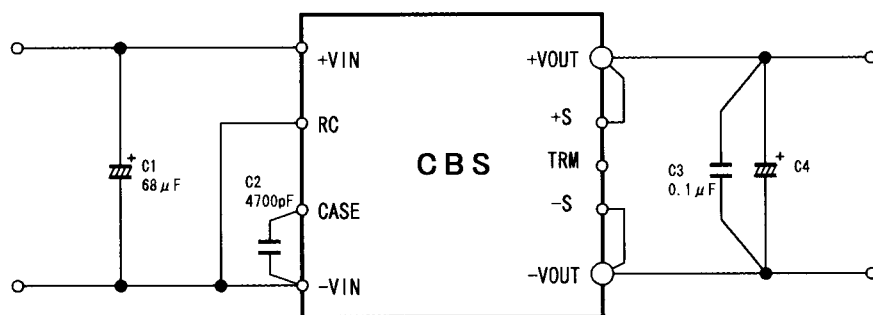 +VIN
+VOUT
RC
+S
CBS
TRM
+
C1
68μF
C2
4700pF
CASE
-S
C3
0.1μF
+
C4
-VIN
-VOUT